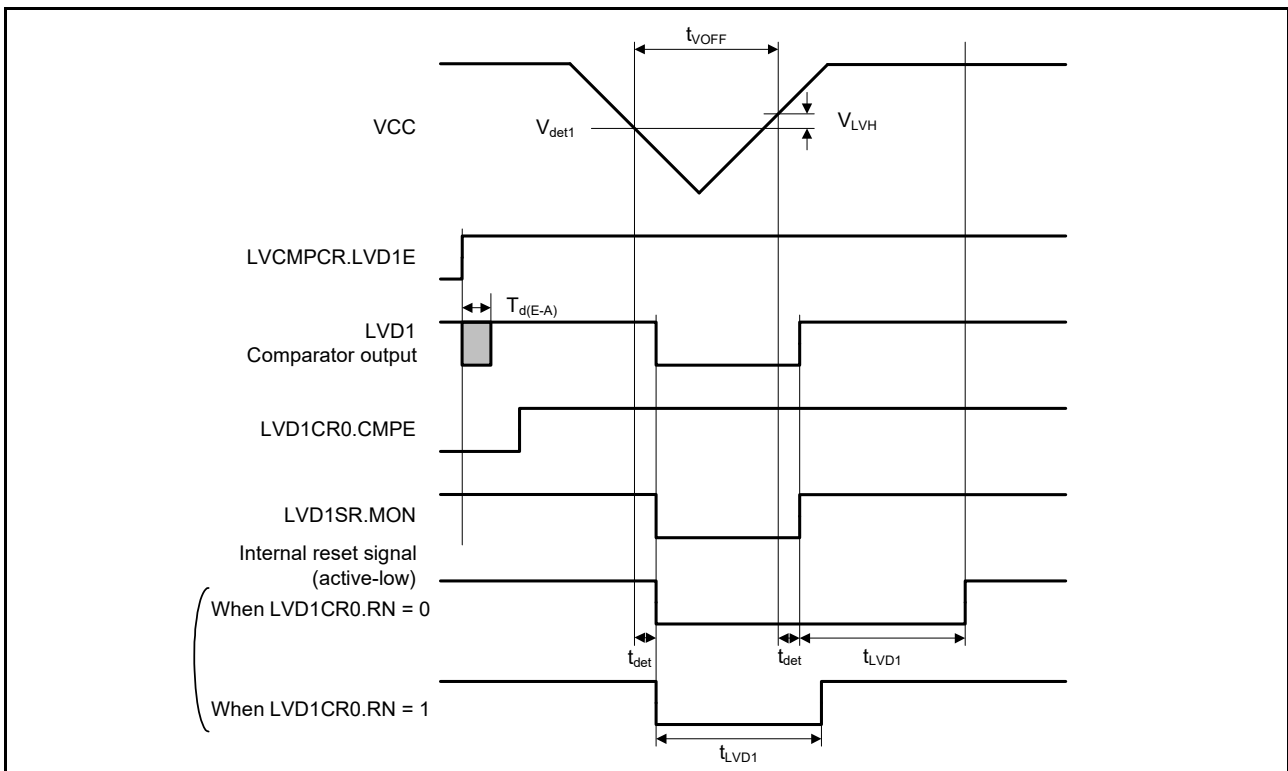 tVOFF
VCC
Vdet1
VLVH
LVCMPCR.LVD1E
Td(E-A)
LVD1
Comparator output
LVD1CR0.CMPE
LVD1SR.MON
Internal reset signal
(active-low)
When LVD1CR0.RN = 0
tdet
tdet
tLVD1
When LVD1CR0.RN = 1
tLVD1